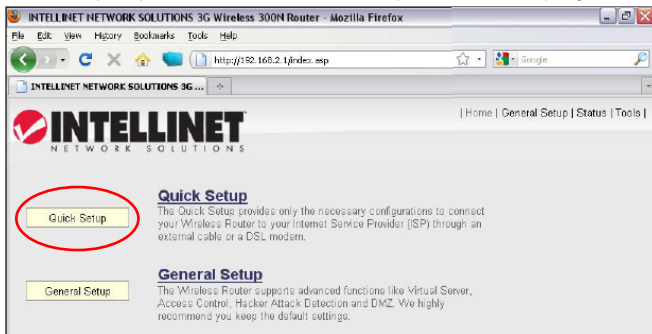 INTELLINET NETWORK SOLUTIONS 3G Wireless 300N Router - Mozilla Firefox
File Edit View History Bookmarks Tools Help
http://192.168.2.1/index.asp
Google
INTELLINET NETWORK SOLUTIONS 3G ...
| Home | General Setup | Status | Tools |
INTELLINET
NETWORK SOLUTIONS
Quick Setup
Quick Setup
The Quick Setup provides only the necessary configurations to connect
your Wireless Router to your Internet Service Provider (ISP) through an
external cable or a DSL modem.
General Setup
General Setup
The Wireless Router supports advanced functions like Virtual Server,
Access Control, Hacker Attack Detection and DMZ. We highly
recommend you keep the default settings.